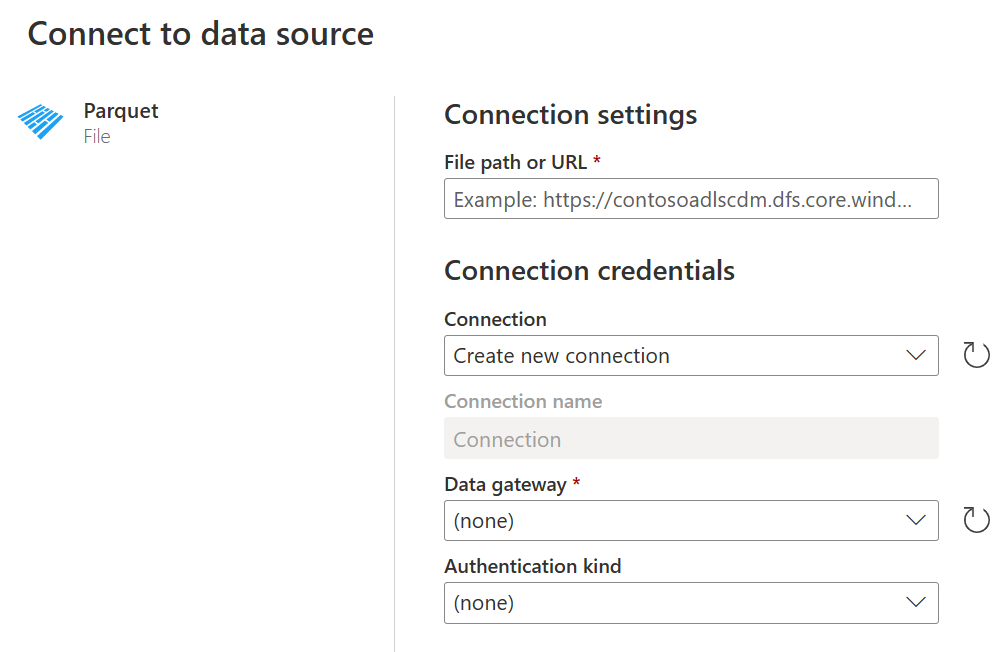 Connect to data source
Parquet
File
Connection settings
File path or URL *
Example: https://contosoadlscdm.dfs.core.wind...
Connection credentials
Connection
Create new connection
Connection name
Connection
Data gateway *
(none)
Authentication kind
(none)